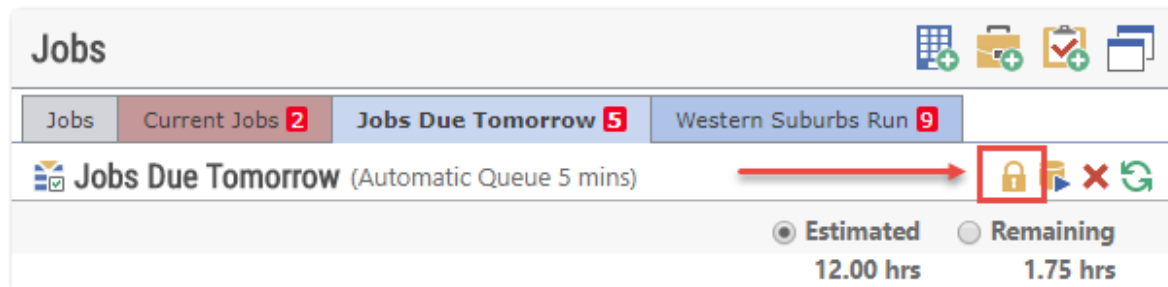 Jobs
Jobs Current Jobs 2 Jobs Due Tomorrow 5 Western Suburbs Run 9
Jobs Due Tomorrow (Automatic Queue 5 mins)
Estimated Remaining
12.00 hrs 1.75 hrs